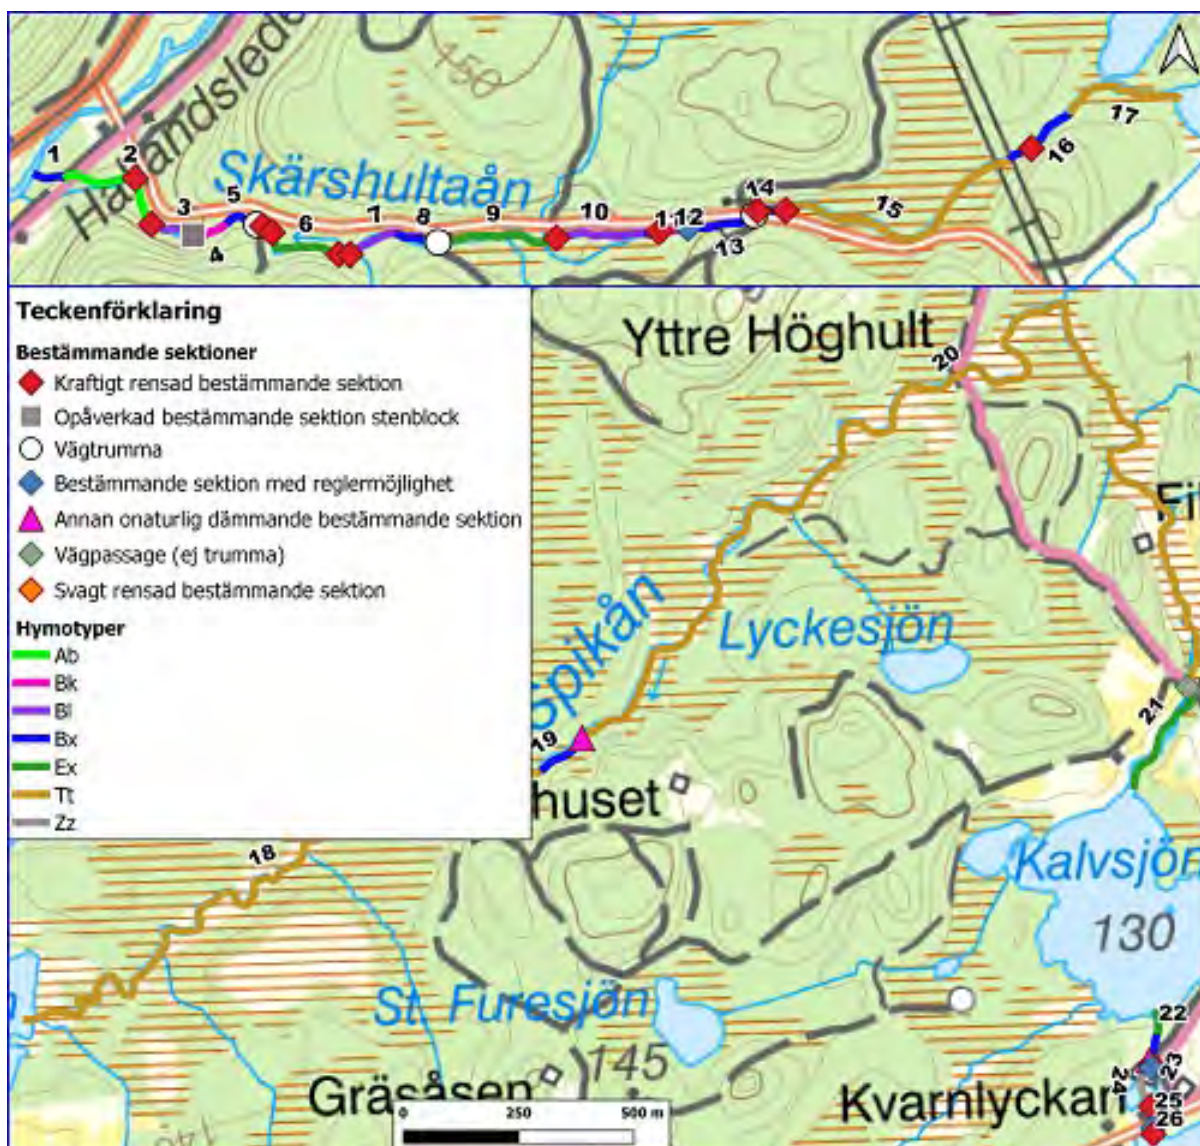 150
Hallandslede
Skärshultaån
1
2
3
4
5
6
7
8
9
10
12
13
14
15
16
17
Teckenförklaring
Bestämmande sektioner
Kraftigt rensad bestämmande sektion
Opåverkad bestämmande sektion stenblock
Vägtrumma
Bestämmande sektion med reglermöjlighet
Annan onaturlig dämmande bestämmande sektion
Vägpassage (ej trumma)
Svagt rensad bestämmande sektion
Hymotyper
Ab
Bk
Bl
Bx
Ex
Tt
Zz
Yttre Höghult
20
Spikån
Lyckesjön
19
huset
21
18
Kalvsjön
130
St. Furesjön
145
Gräsåsen
Kvarnlyckan
22
23
24
25
26
0 250 500 m
140